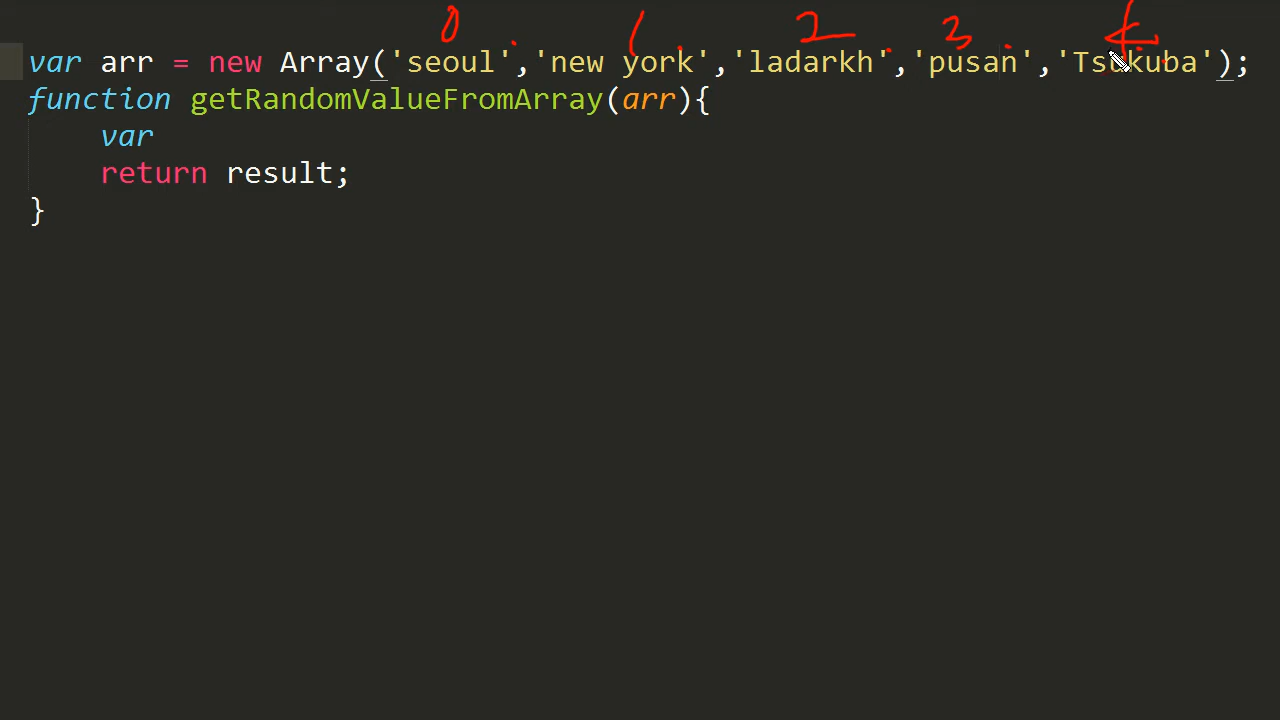 0 1 2 3 4
var arr = new Array('seoul','new york','ladarkh','pusan','Tsukuba');
function getRandomValueFromArray(arr){
    var
    return result;
}